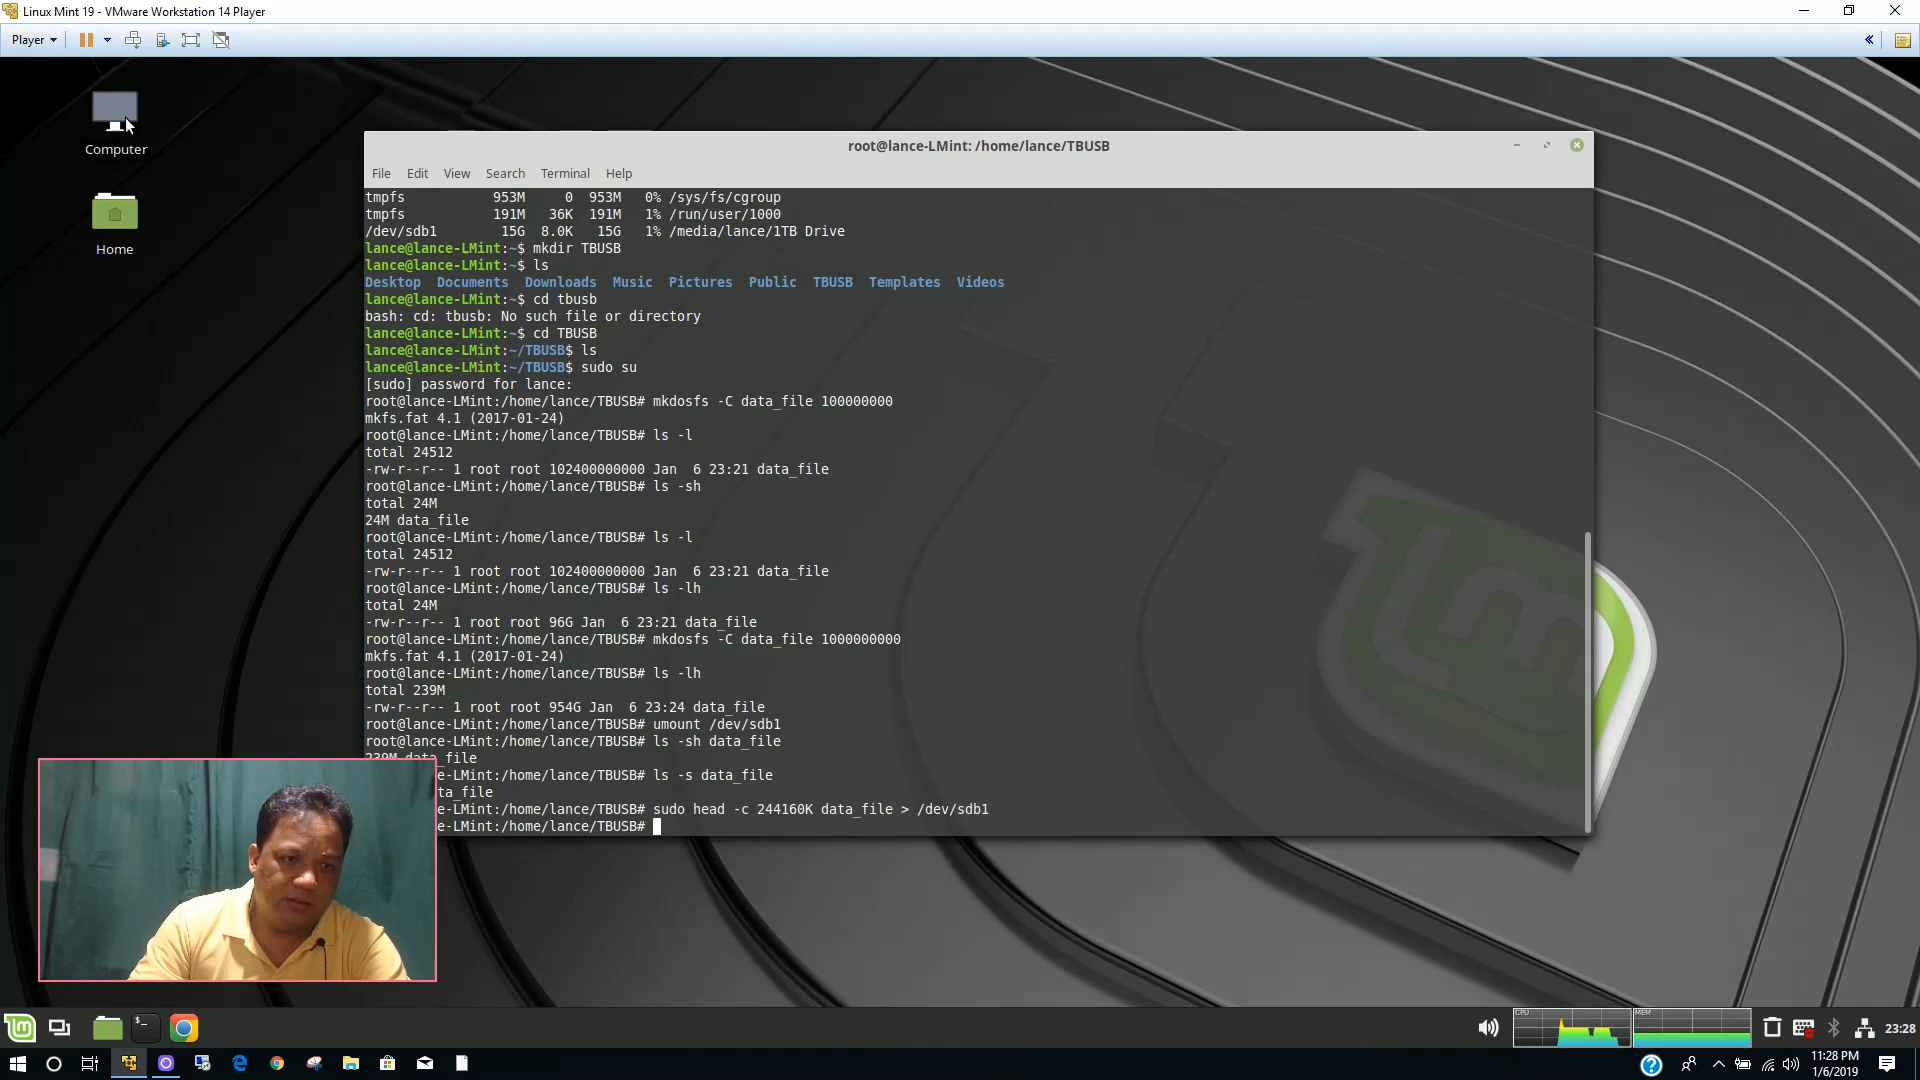 Linux Mint 19 - VMware Workstation 14 Player
Player
Computer
Home
root@lance-LMint: /home/lance/TBUSB
File Edit View Search Terminal Help
tmpfs 953M 0 953M 0% /sys/fs/cgroup
tmpfs 191M 36K 191M 1% /run/user/1000
/dev/sdb1 15G 8.0K 15G 1% /media/lance/1TB Drive
lance@lance-LMint:~$ mkdir TBUSB
lance@lance-LMint:~$ ls
Desktop Documents Downloads Music Pictures Public TBUSB Templates Videos
lance@lance-LMint:~$ cd tbusb
bash: cd: tbusb: No such file or directory
lance@lance-LMint:~$ cd TBUSB
lance@lance-LMint:~/TBUSB$ ls
lance@lance-LMint:~/TBUSB$ sudo su
[sudo] password for lance:
root@lance-LMint:/home/lance/TBUSB# mkdosfs -C data_file 100000000
mkfs.fat 4.1 (2017-01-24)
root@lance-LMint:/home/lance/TBUSB# ls -l
total 24512
-rw-r--r-- 1 root root 102400000000 Jan 6 23:21 data_file
root@lance-LMint:/home/lance/TBUSB# ls -sh
total 24M
24M data_file
root@lance-LMint:/home/lance/TBUSB# ls -l
total 24512
-rw-r--r-- 1 root root 102400000000 Jan 6 23:21 data_file
root@lance-LMint:/home/lance/TBUSB# ls -lh
total 24M
-rw-r--r-- 1 root root 96G Jan 6 23:21 data_file
root@lance-LMint:/home/lance/TBUSB# mkdosfs -C data_file 1000000000
mkfs.fat 4.1 (2017-01-24)
root@lance-LMint:/home/lance/TBUSB# ls -lh
total 239M
-rw-r--r-- 1 root root 954G Jan 6 23:24 data_file
root@lance-LMint:/home/lance/TBUSB# umount /dev/sdb1
root@lance-LMint:/home/lance/TBUSB# ls -sh data_file
239M data_file
e-LMint:/home/lance/TBUSB# ls -s data_file
ta_file
e-LMint:/home/lance/TBUSB# sudo head -c 244160K data_file > /dev/sdb1
e-LMint:/home/lance/TBUSB#
CPU
MEM
23:28
11:28 PM
1/6/2019